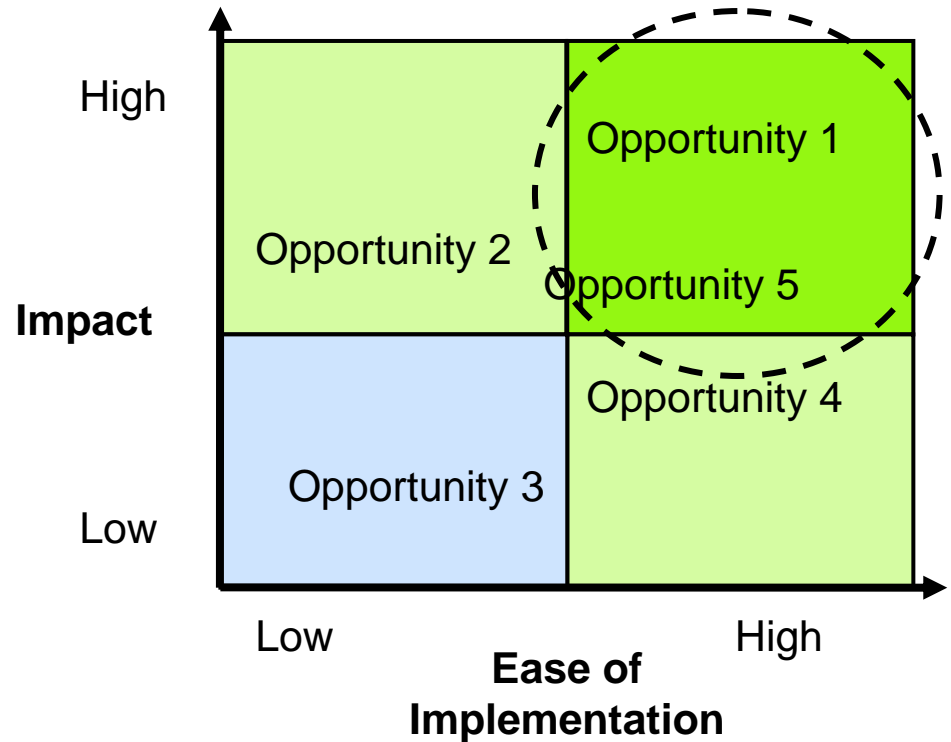 High
Opportunity 1
Opportunity 2
Opportunity 5
Impact
Opportunity 4
Opportunity 3
Low
Low
High
Ease of
Implementation